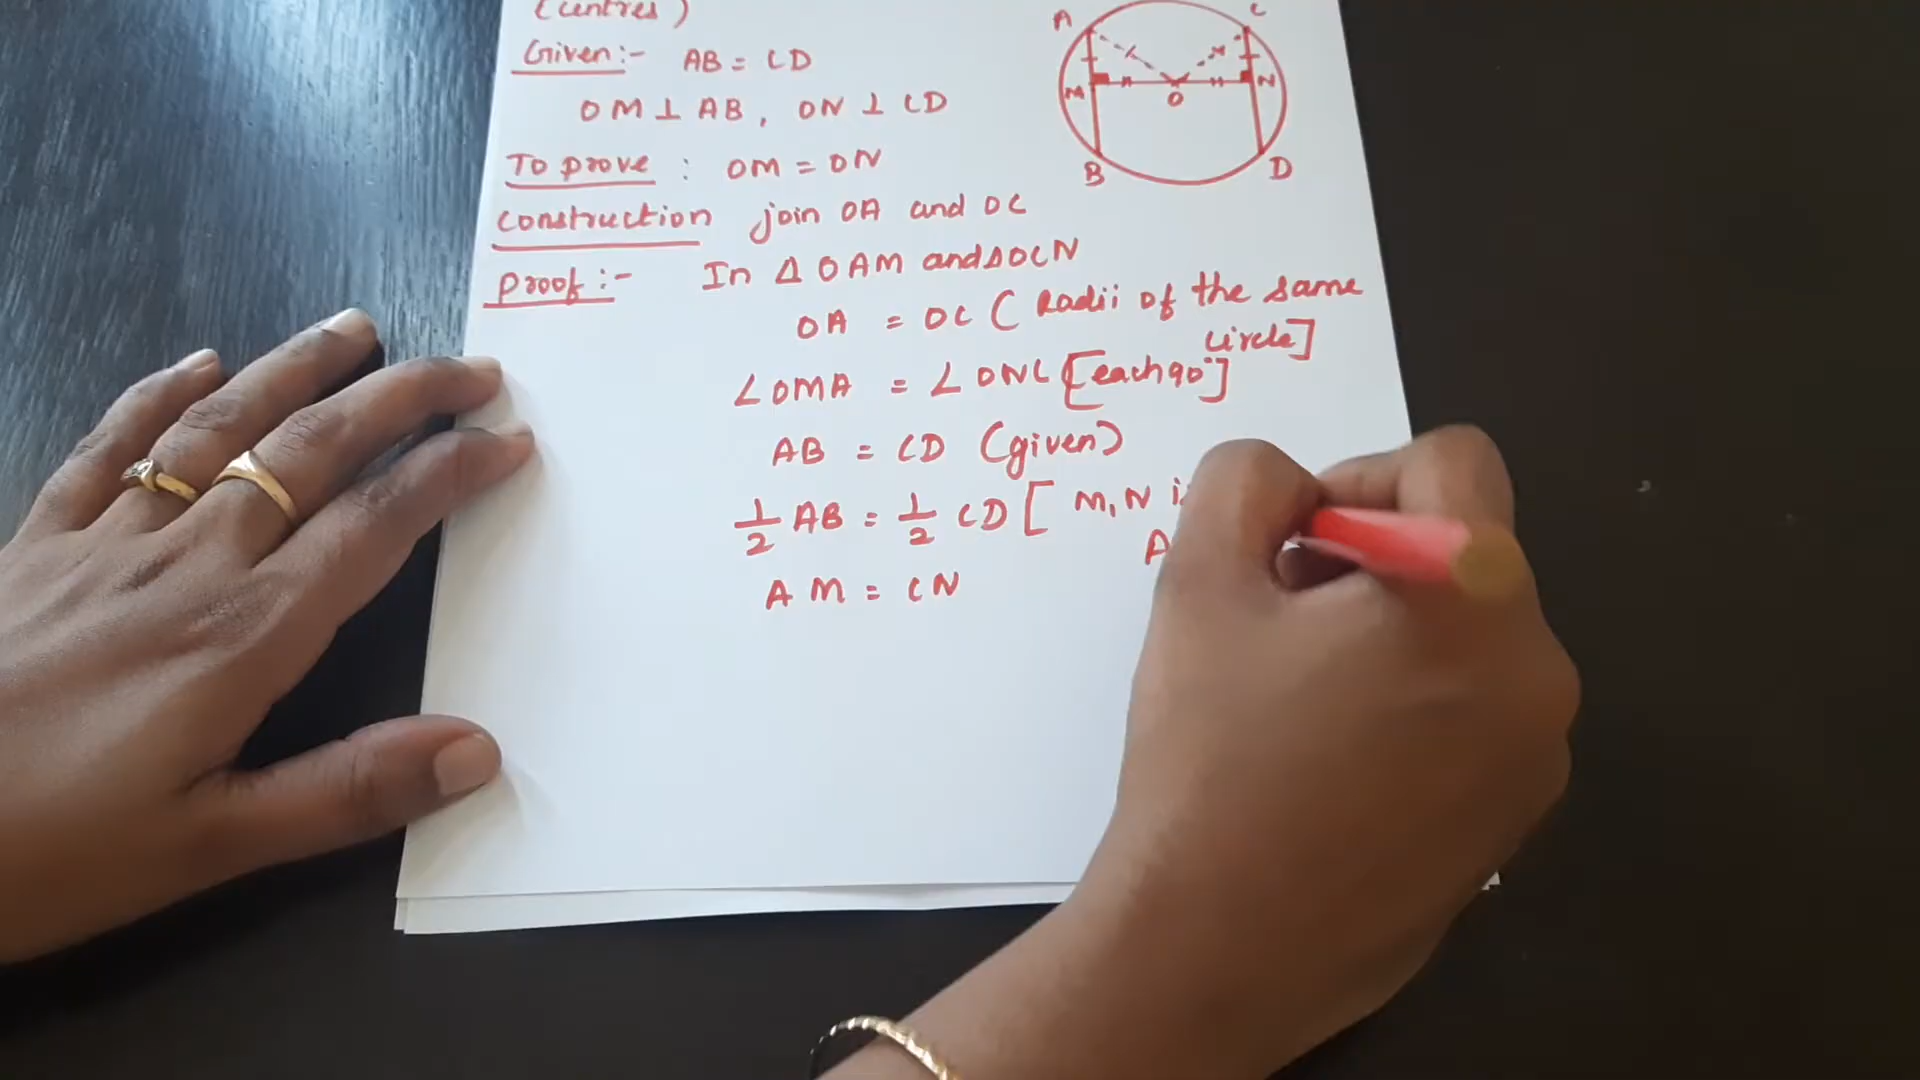 (centres)
Given:- AB = CD
OM ⊥ AB, ON ⊥ CD
To prove : OM = ON
Construction join OA and OC
Proof:- In Δ OAM and Δ OCN
OA = OC ( Radii of the same
circle]
∠OMA = ∠ONC [each 90°]
AB = CD (given)
1/2 AB = 1/2 CD [ M, N
A
AM = CN
A C
M O N
B D